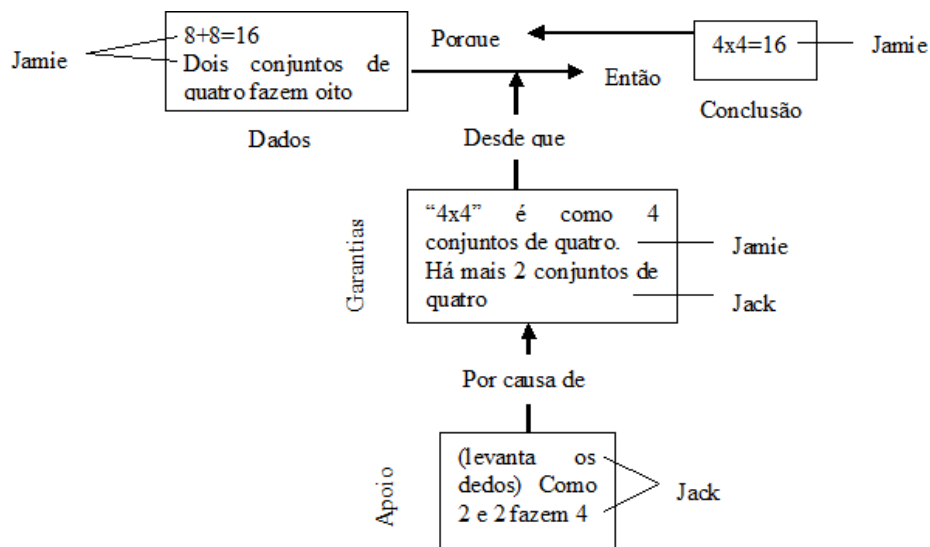 Jamie
8+8=16
Dois conjuntos de
quatro fazem oito
Dados
Porque
Então
4x4=16
Jamie
Conclusão
Desde que
Garantias
“4x4” é como 4
conjuntos de quatro.
Há mais 2 conjuntos de
quatro
Jamie
Jack
Por causa de
Apoio
(levanta os
dedos) Como
2 e 2 fazem 4
Jack